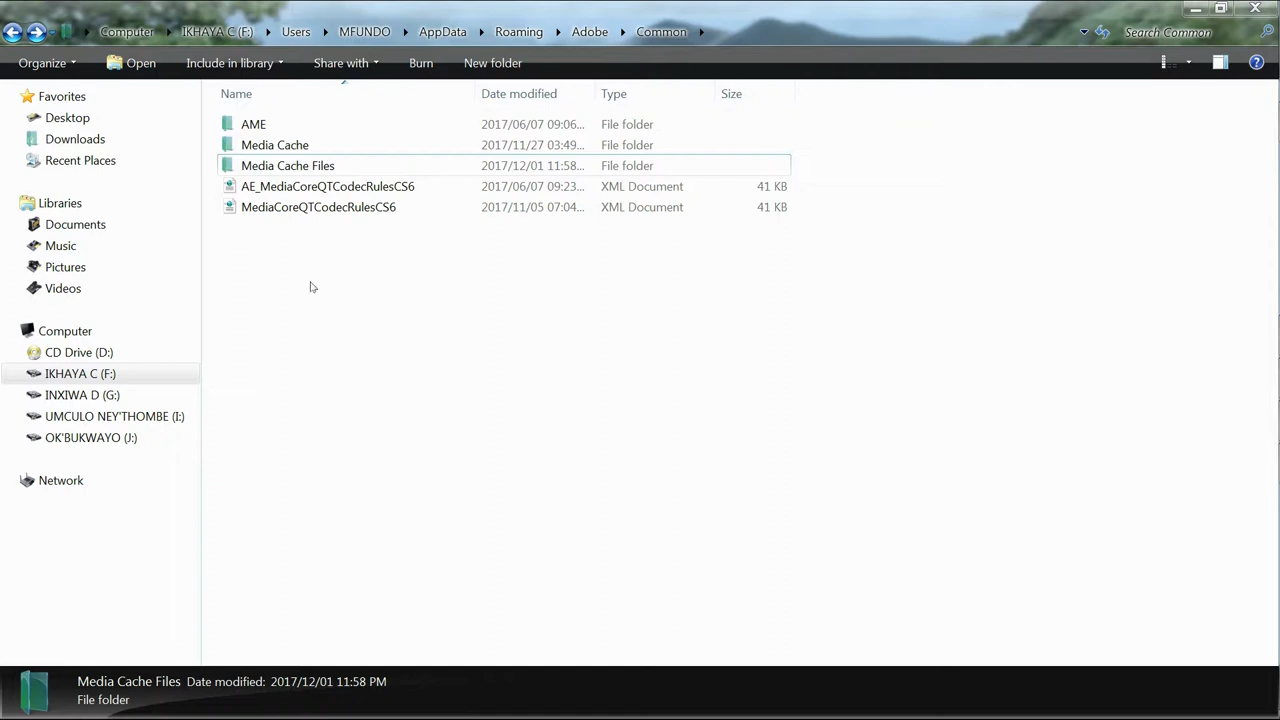 Computer IKHAYA C (F:) Users MFUNDO AppData Roaming Adobe Common Search Common
Organize Open Include in library Share with Burn New folder
Favorites
Desktop
Downloads
Recent Places
Libraries
Documents
Music
Pictures
Videos
Computer
CD Drive (D:)
IKHAYA C (F:)
INXIWA D (G:)
UMCULO NEY'THOMBE (I:)
OK'BUKWAYO (J:)
Network
Name Date modified Type Size
AME 2017/06/07 09:06... File folder
Media Cache 2017/11/27 03:49... File folder
Media Cache Files 2017/12/01 11:58... File folder
AE_MediaCoreQTCodecRulesCS6 2017/06/07 09:23... XML Document 41 KB
MediaCoreQTCodecRulesCS6 2017/11/05 07:04... XML Document 41 KB
Media Cache Files Date modified: 2017/12/01 11:58 PM
File folder